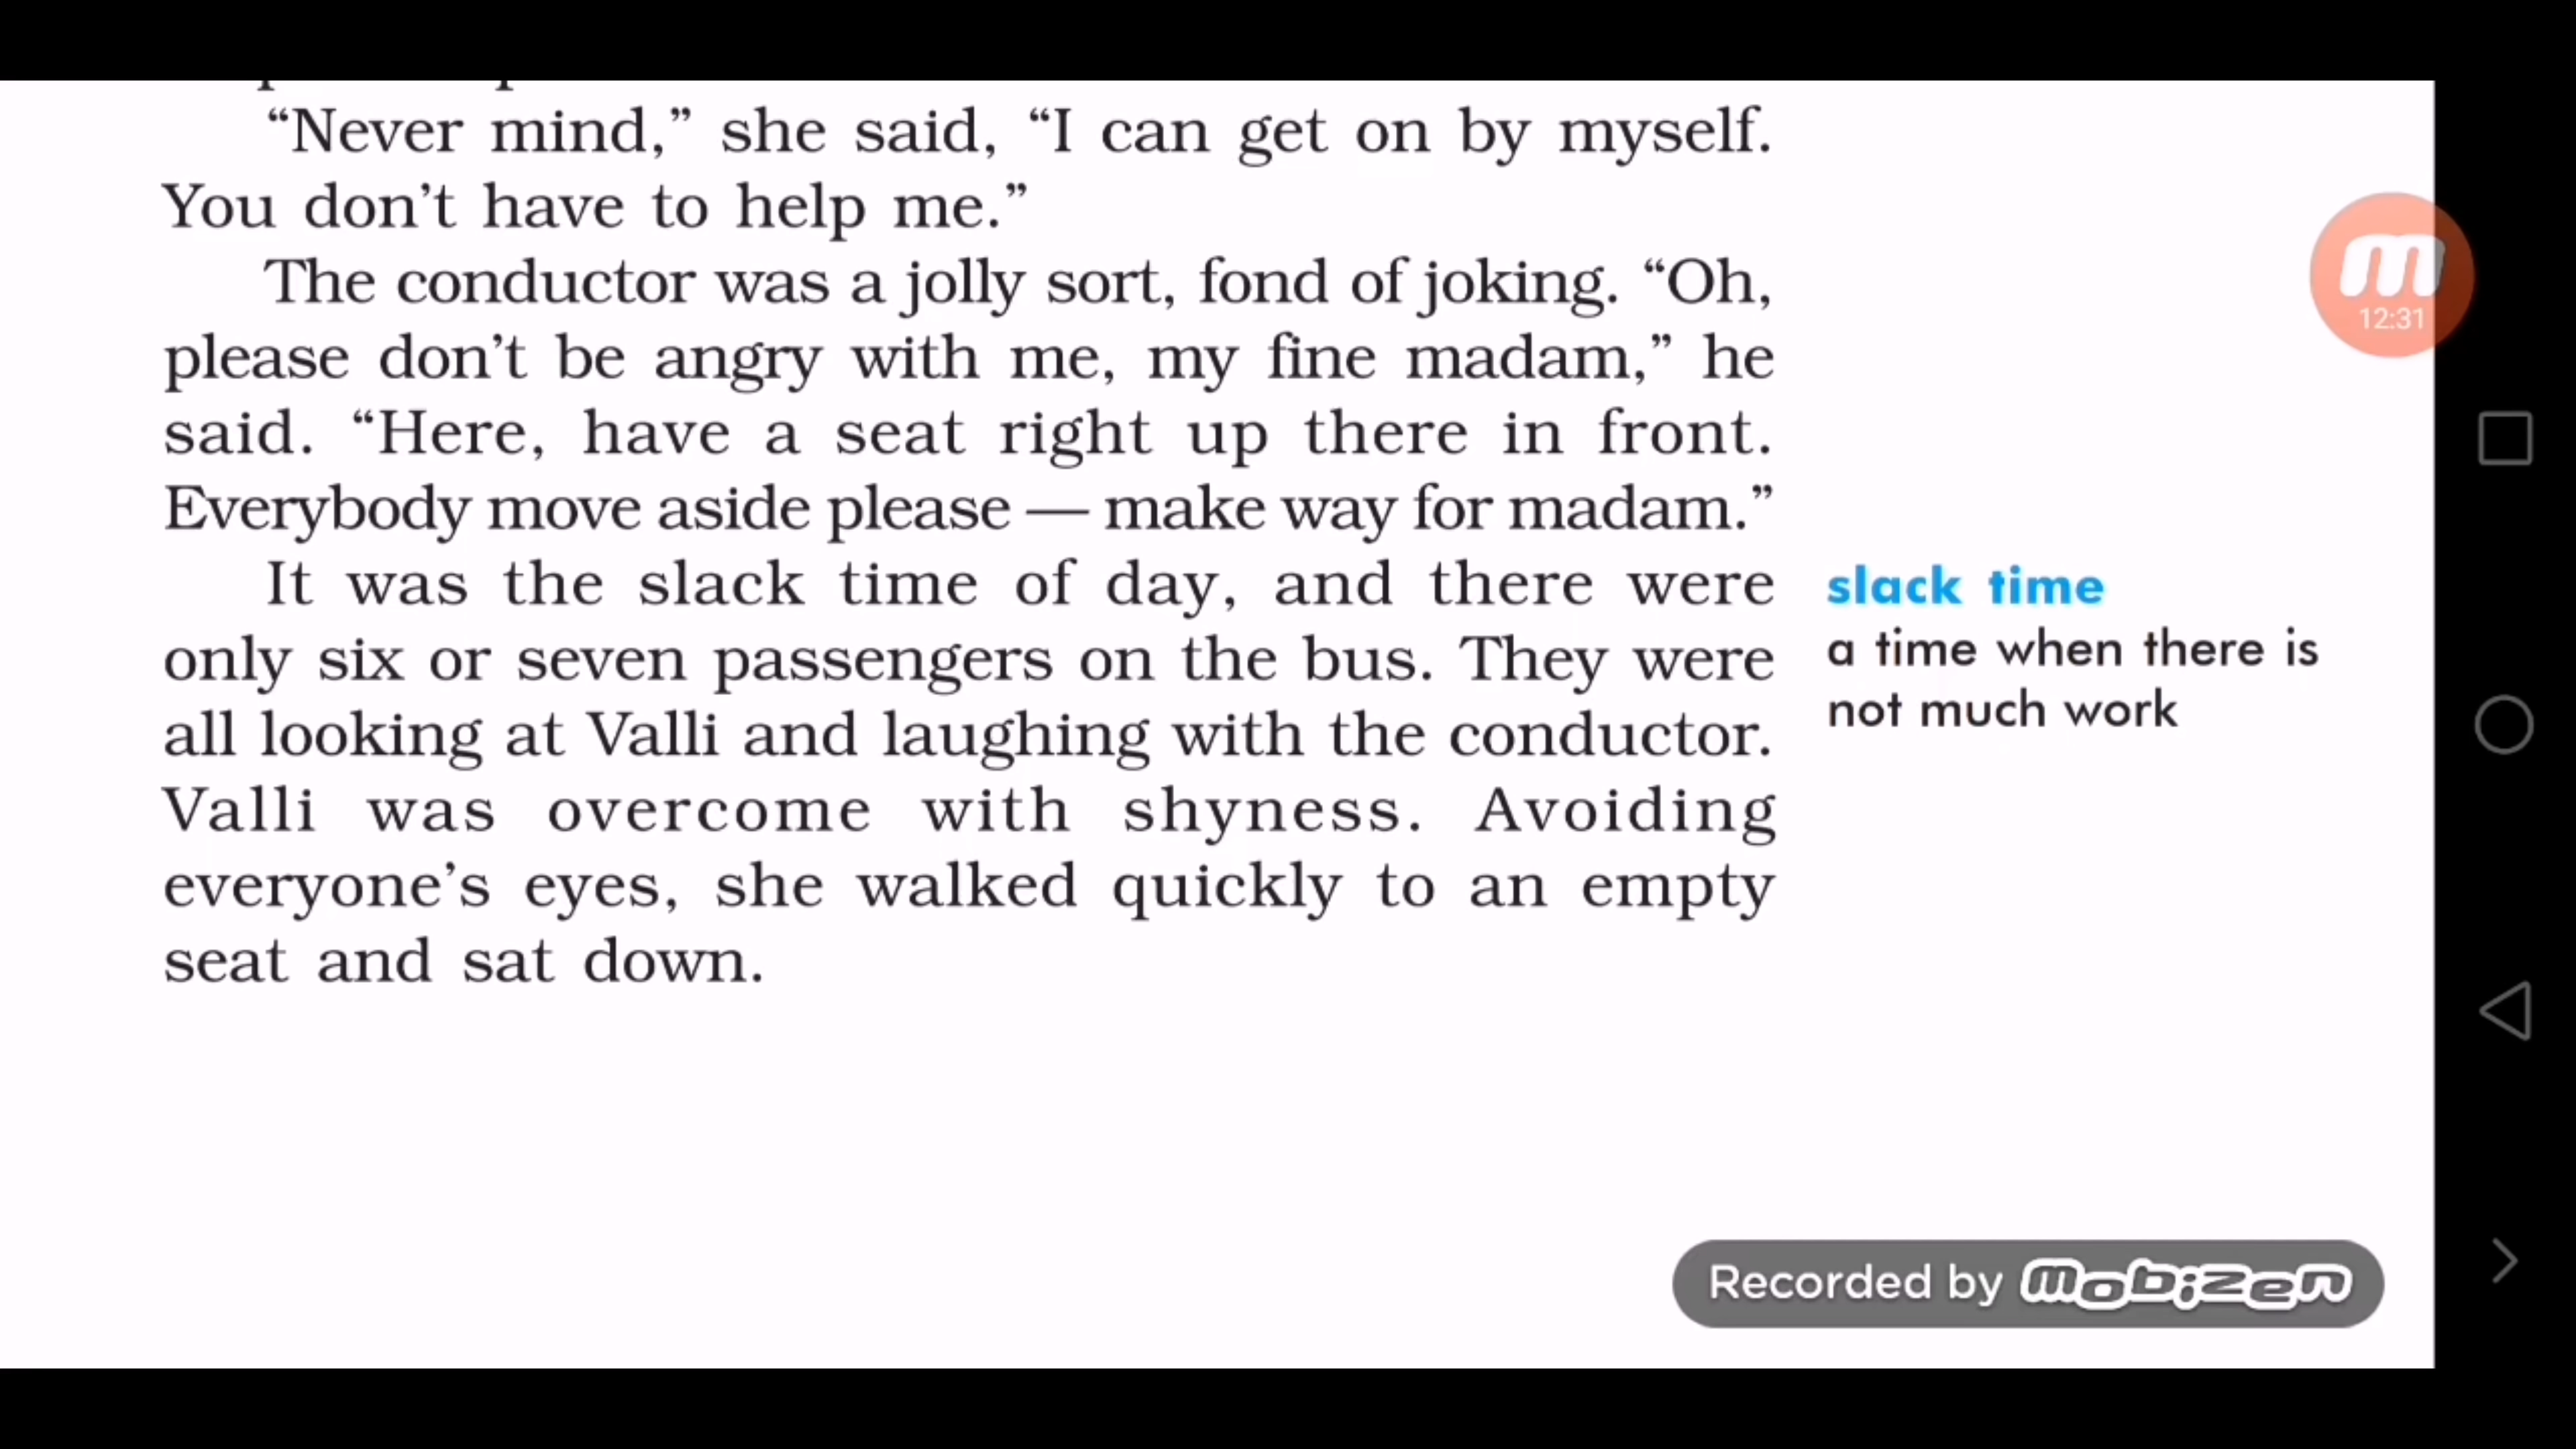 “Never mind,” she said, “I can get on by myself.
You don’t have to help me.”
The conductor was a jolly sort, fond of joking. “Oh,
please don’t be angry with me, my fine madam,” he
said. “Here, have a seat right up there in front.
Everybody move aside please — make way for madam.”
It was the slack time of day, and there were
only six or seven passengers on the bus. They were
all looking at Valli and laughing with the conductor.
Valli was overcome with shyness. Avoiding
everyone’s eyes, she walked quickly to an empty
seat and sat down.
slack time
a time when there is
not much work
m
12:31
Recorded by mobizen